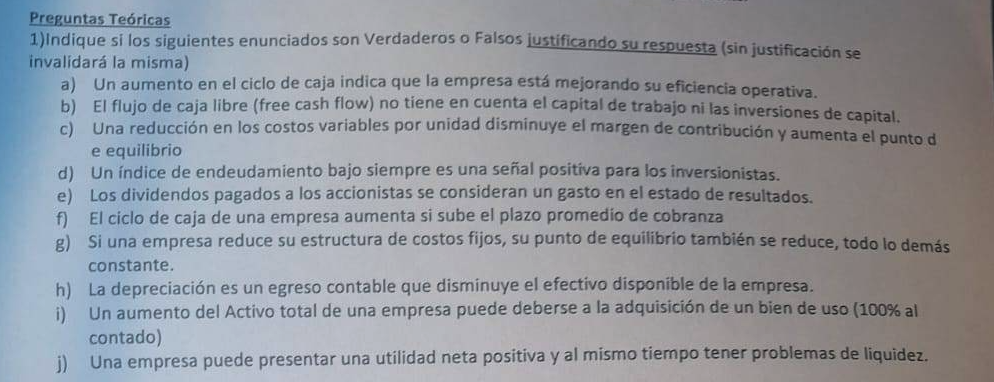 Preguntas Teóricas
1)Indique si los siguientes enunciados son Verdaderos o Falsos justificando su respuesta (sin justificación se
invalidará la misma)
a) Un aumento en el ciclo de caja indica que la empresa está mejorando su eficiencia operativa.
b) El flujo de caja libre (free cash flow) no tiene en cuenta el capital de trabajo ni las inversiones de capital.
c) Una reducción en los costos variables por unidad disminuye el margen de contribución y aumenta el punto d
e equilibrio
d) Un índice de endeudamiento bajo siempre es una señal positiva para los inversionistas.
e) Los dividendos pagados a los accionistas se consideran un gasto en el estado de resultados.
f) El ciclo de caja de una empresa aumenta si sube el plazo promedio de cobranza
g) Si una empresa reduce su estructura de costos fijos, su punto de equilibrio también se reduce, todo lo demás
constante.
h) La depreciación es un egreso contable que disminuye el efectivo disponible de la empresa.
i) Un aumento del Activo total de una empresa puede deberse a la adquisición de un bien de uso (100% al
contado)
j) Una empresa puede presentar una utilidad neta positiva y al mismo tiempo tener problemas de liquidez.